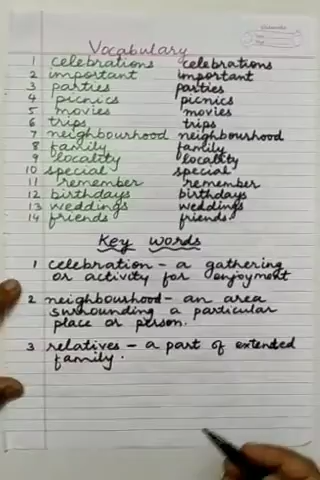 Vocabulary
1 celebrations celebrations
2 important important
3 parties parties
4 picnics picnics
5 movies movies
6 trips trips
7 neighbourhood neighbourhood
8 family family
9 locality locality
10 special special
11 remember remember
12 birthdays birthdays
13 weddings weddings
14 friends friends
Key words
1 celebration - a gathering
or activity for enjoyment
2 neighbourhood - an area
surrounding a particular
place or person.
3 relatives - a part of extended
family.